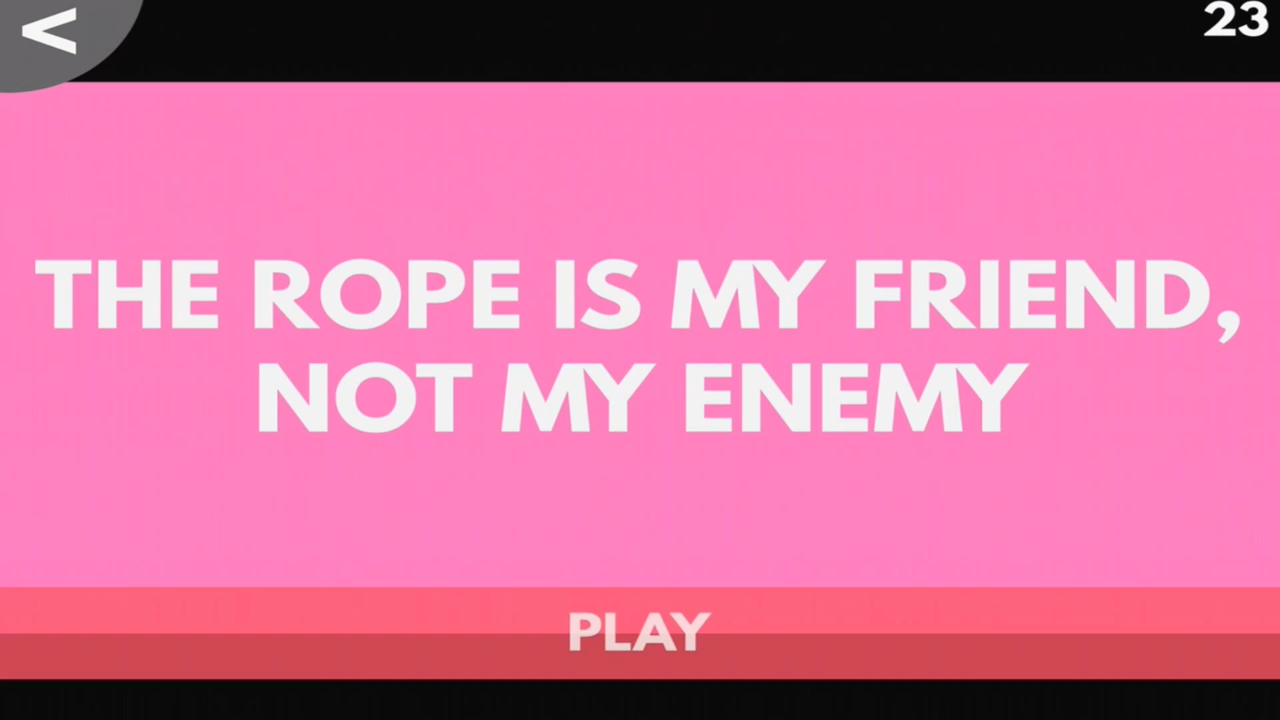 <
23
THE ROPE IS MY FRIEND,
NOT MY ENEMY
PLAY